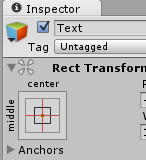 Inspector
Text
Tag Untagged
Rect Transform
center
middle
Anchors